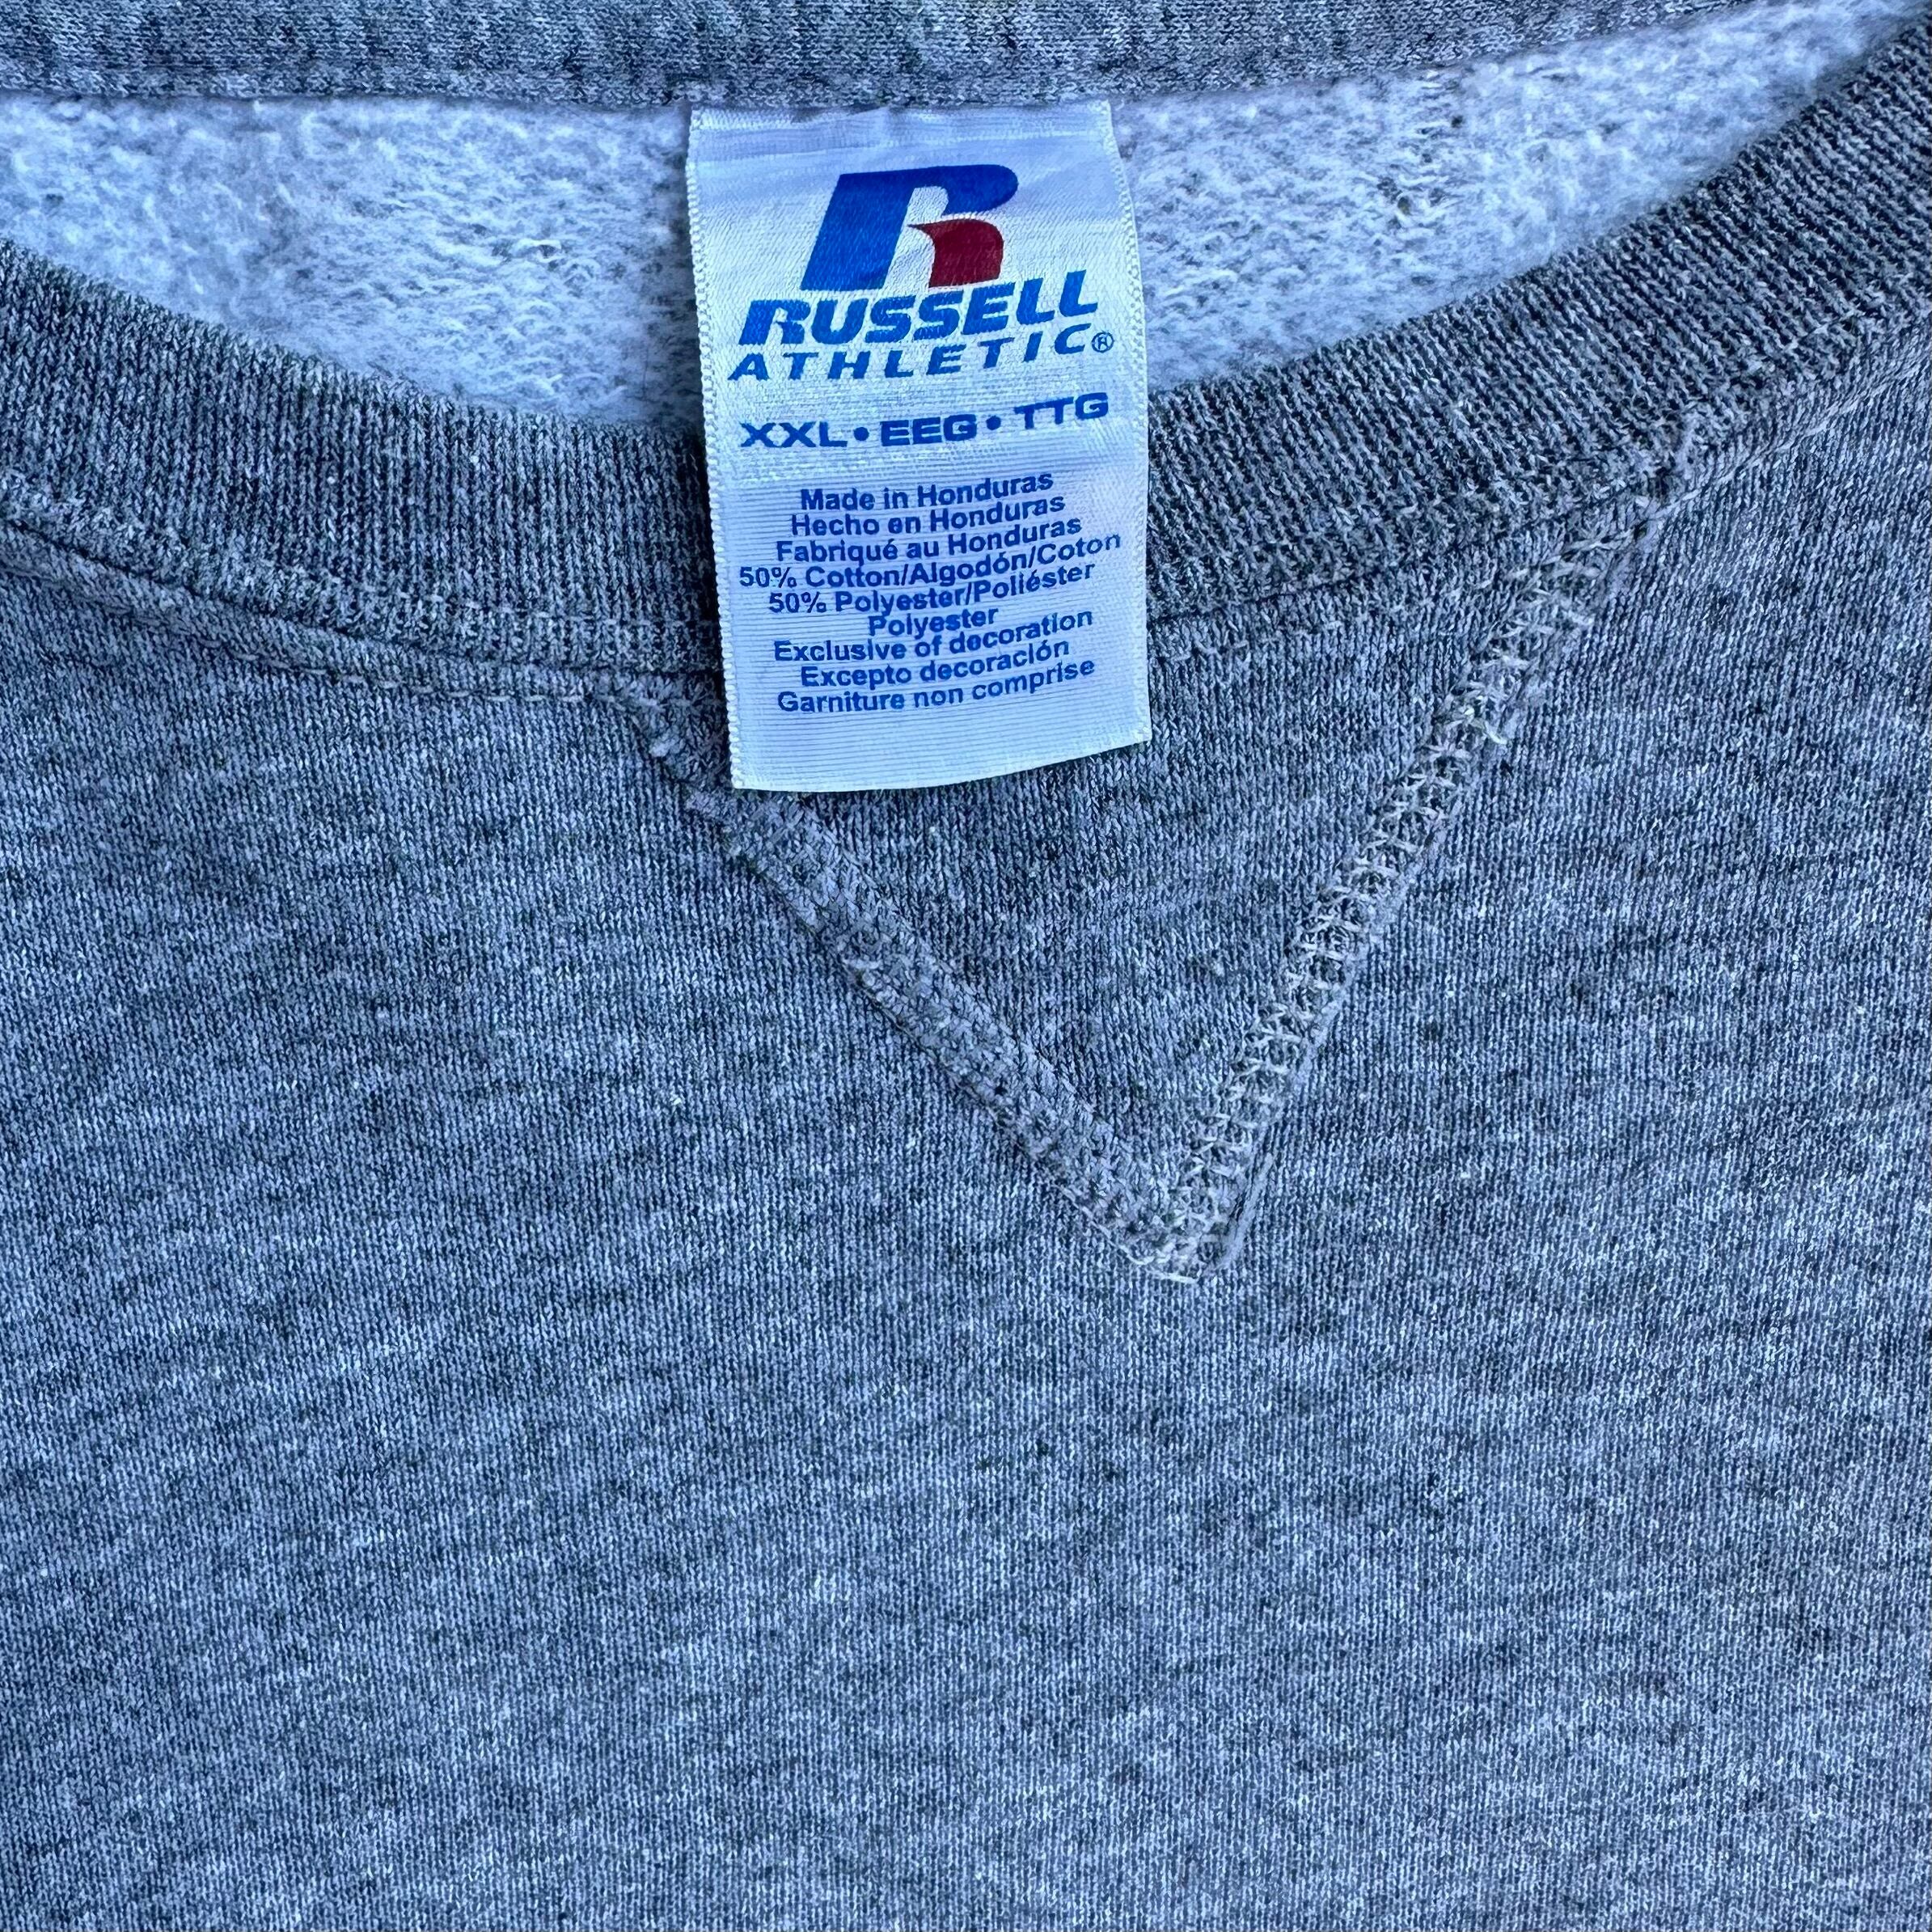 R
RUSSELL
ATHLETIC®
XXL • EEG • TTG
Made in Honduras
Hecho en Honduras
Fabriqué au Honduras
50% Cotton/Algodón/Coton
50% Polyester/Poliéster
Polyester
Exclusive of decoration
Excepto decoración
Garniture non comprise